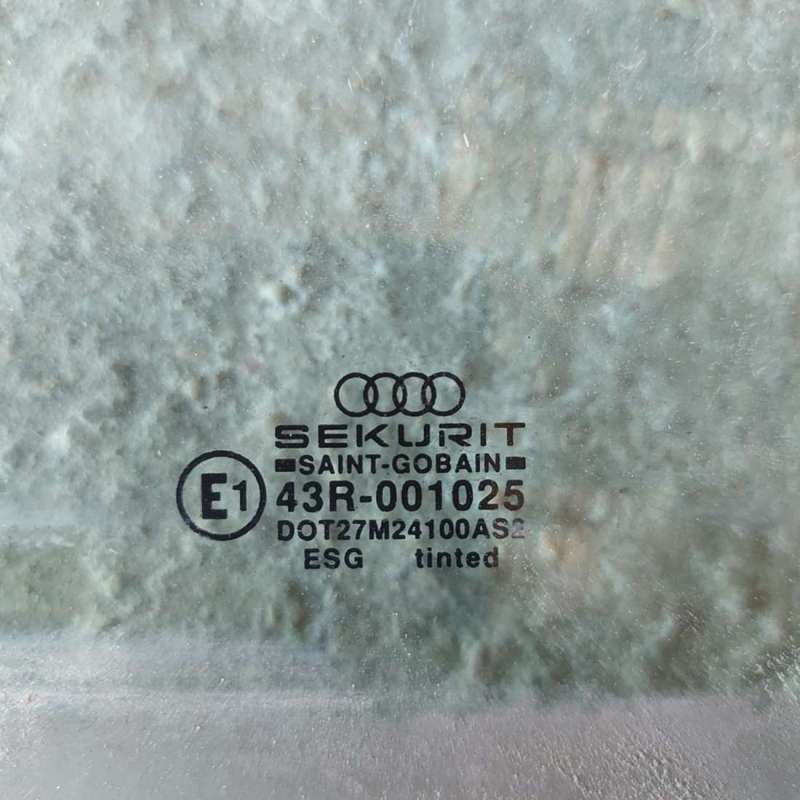 SEKURIT
SAINT-GOBAIN
E1 43R-001025
DOT27M24100AS2
ESG tinted